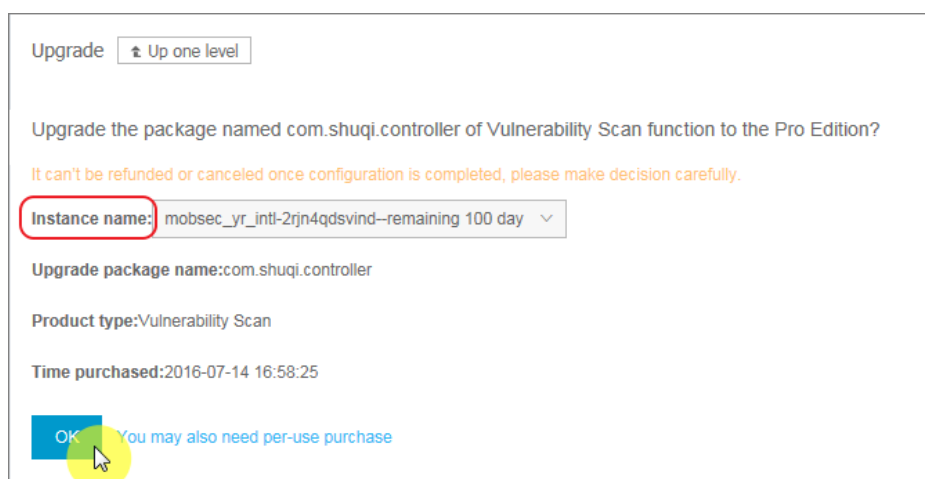 Upgrade Up one level
Upgrade the package named com.shuqi.controller of Vulnerability Scan function to the Pro Edition?
It can't be refunded or canceled once configuration is completed, please make decision carefully.
Instance name: mobsec_yr_intl-2rjn4qdsvind--remaining 100 day
Upgrade package name:com.shuqi.controller
Product type:Vulnerability Scan
Time purchased:2016-07-14 16:58:25
OK You may also need per-use purchase